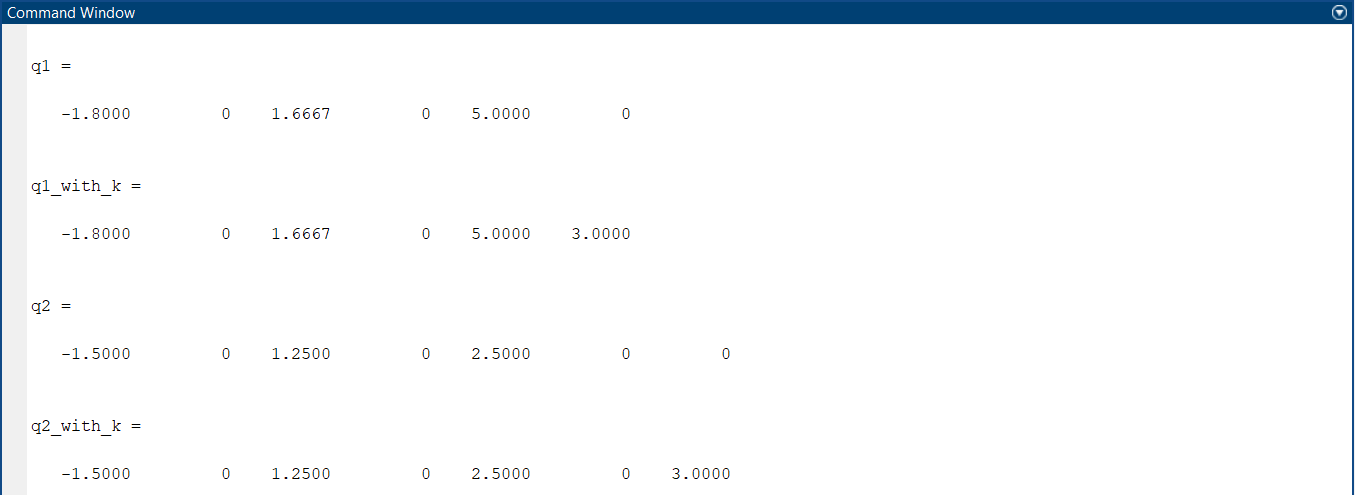 Command Window
q1 =
-1.8000 0 1.6667 0 5.0000 0
q1_with_k =
-1.8000 0 1.6667 0 5.0000 3.0000
q2 =
-1.5000 0 1.2500 0 2.5000 0 0
q2_with_k =
-1.5000 0 1.2500 0 2.5000 0 3.0000